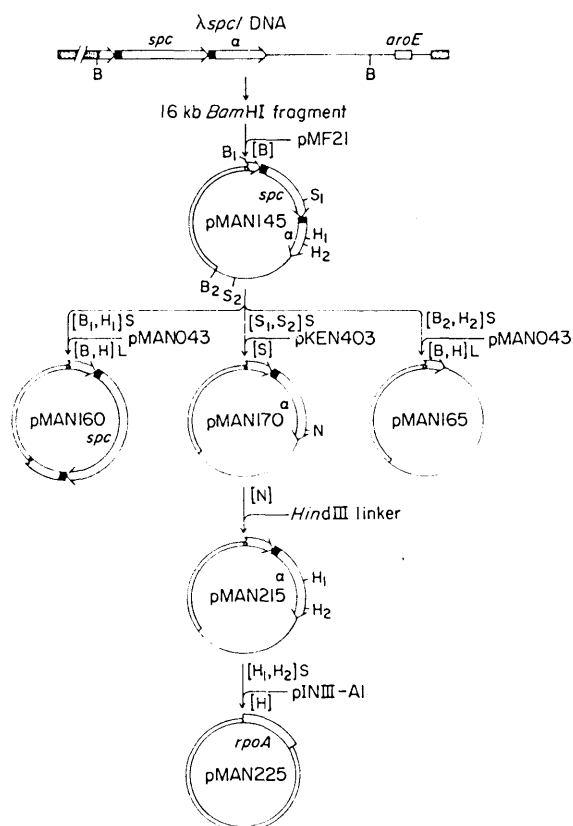 λspcI DNA
spc α aroE
B B
16 kb BamHI fragment
pMF21
B₁ [B]
spc S₁
pMAN145
α H₁
H₂
B₂ S₂
[B₁,H₁]S [S₁,S₂]S [B₂,H₂]S
pMAN043 pKEN403 pMAN043
[B,H]L [S] [B,H]L
pMAN160 pMAN170 α pMAN165
spc N
[N]
HindIII linker
α H₁
pMAN215
H₂
[H₁,H₂]S
pINIII-A1
[H]
rpoA
pMAN225